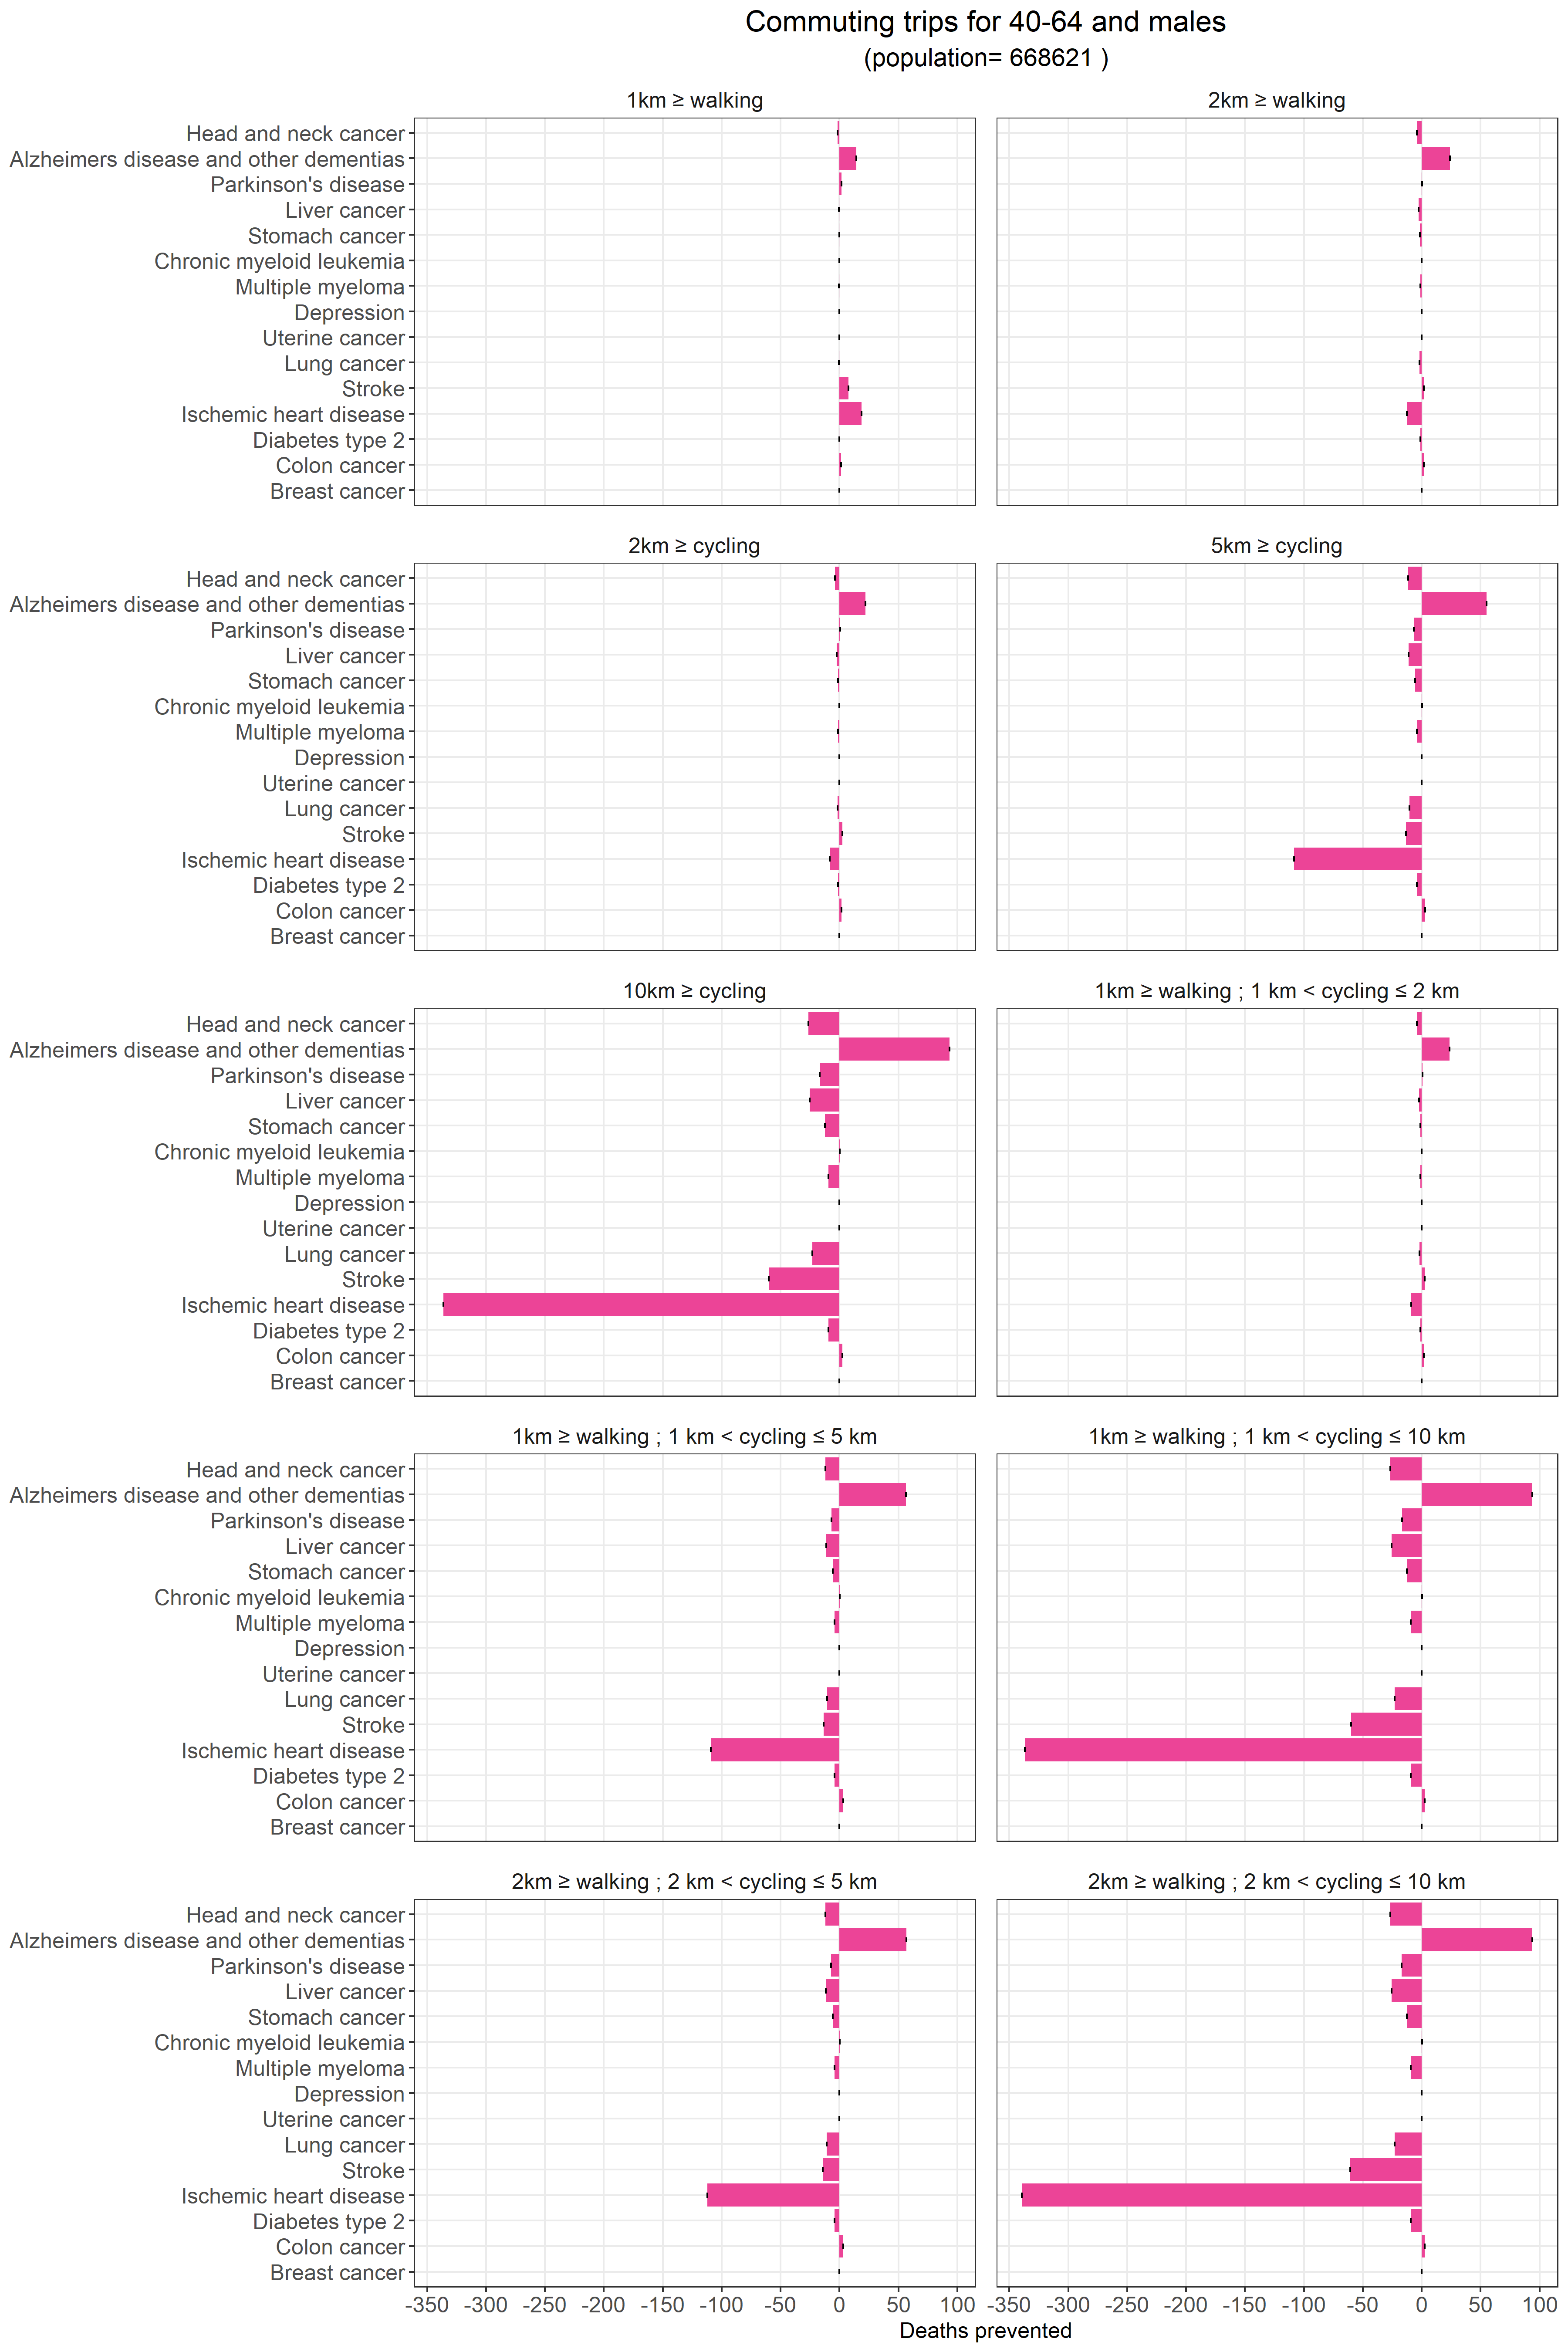 Commuting trips for 40-64 and males
(population= 668621 )
1km ≥ walking
2km ≥ walking
Head and neck cancer
Alzheimers disease and other dementias
Parkinson's disease
Liver cancer
Stomach cancer
Chronic myeloid leukemia
Multiple myeloma
Depression
Uterine cancer
Lung cancer
Stroke
Ischemic heart disease
Diabetes type 2
Colon cancer
Breast cancer
2km ≥ cycling
5km ≥ cycling
Head and neck cancer
Alzheimers disease and other dementias
Parkinson's disease
Liver cancer
Stomach cancer
Chronic myeloid leukemia
Multiple myeloma
Depression
Uterine cancer
Lung cancer
Stroke
Ischemic heart disease
Diabetes type 2
Colon cancer
Breast cancer
10km ≥ cycling
1km ≥ walking ; 1 km < cycling ≤ 2 km
Head and neck cancer
Alzheimers disease and other dementias
Parkinson's disease
Liver cancer
Stomach cancer
Chronic myeloid leukemia
Multiple myeloma
Depression
Uterine cancer
Lung cancer
Stroke
Ischemic heart disease
Diabetes type 2
Colon cancer
Breast cancer
1km ≥ walking ; 1 km < cycling ≤ 5 km
1km ≥ walking ; 1 km < cycling ≤ 10 km
Head and neck cancer
Alzheimers disease and other dementias
Parkinson's disease
Liver cancer
Stomach cancer
Chronic myeloid leukemia
Multiple myeloma
Depression
Uterine cancer
Lung cancer
Stroke
Ischemic heart disease
Diabetes type 2
Colon cancer
Breast cancer
2km ≥ walking ; 2 km < cycling ≤ 5 km
2km ≥ walking ; 2 km < cycling ≤ 10 km
Head and neck cancer
Alzheimers disease and other dementias
Parkinson's disease
Liver cancer
Stomach cancer
Chronic myeloid leukemia
Multiple myeloma
Depression
Uterine cancer
Lung cancer
Stroke
Ischemic heart disease
Diabetes type 2
Colon cancer
Breast cancer
-350 -300 -250 -200 -150 -100 -50 0 50 100
-350 -300 -250 -200 -150 -100 -50 0 50 100
Deaths prevented